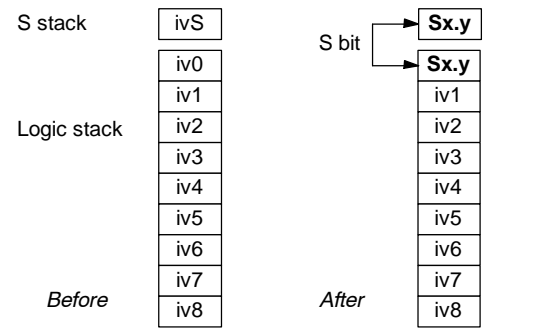 S stack ivS Sx.y
S bit
iv0 Sx.y
iv1 iv1
Logic stack iv2 iv2
iv3 iv3
iv4 iv4
iv5 iv5
iv6 iv6
iv7 iv7
Before iv8 After iv8